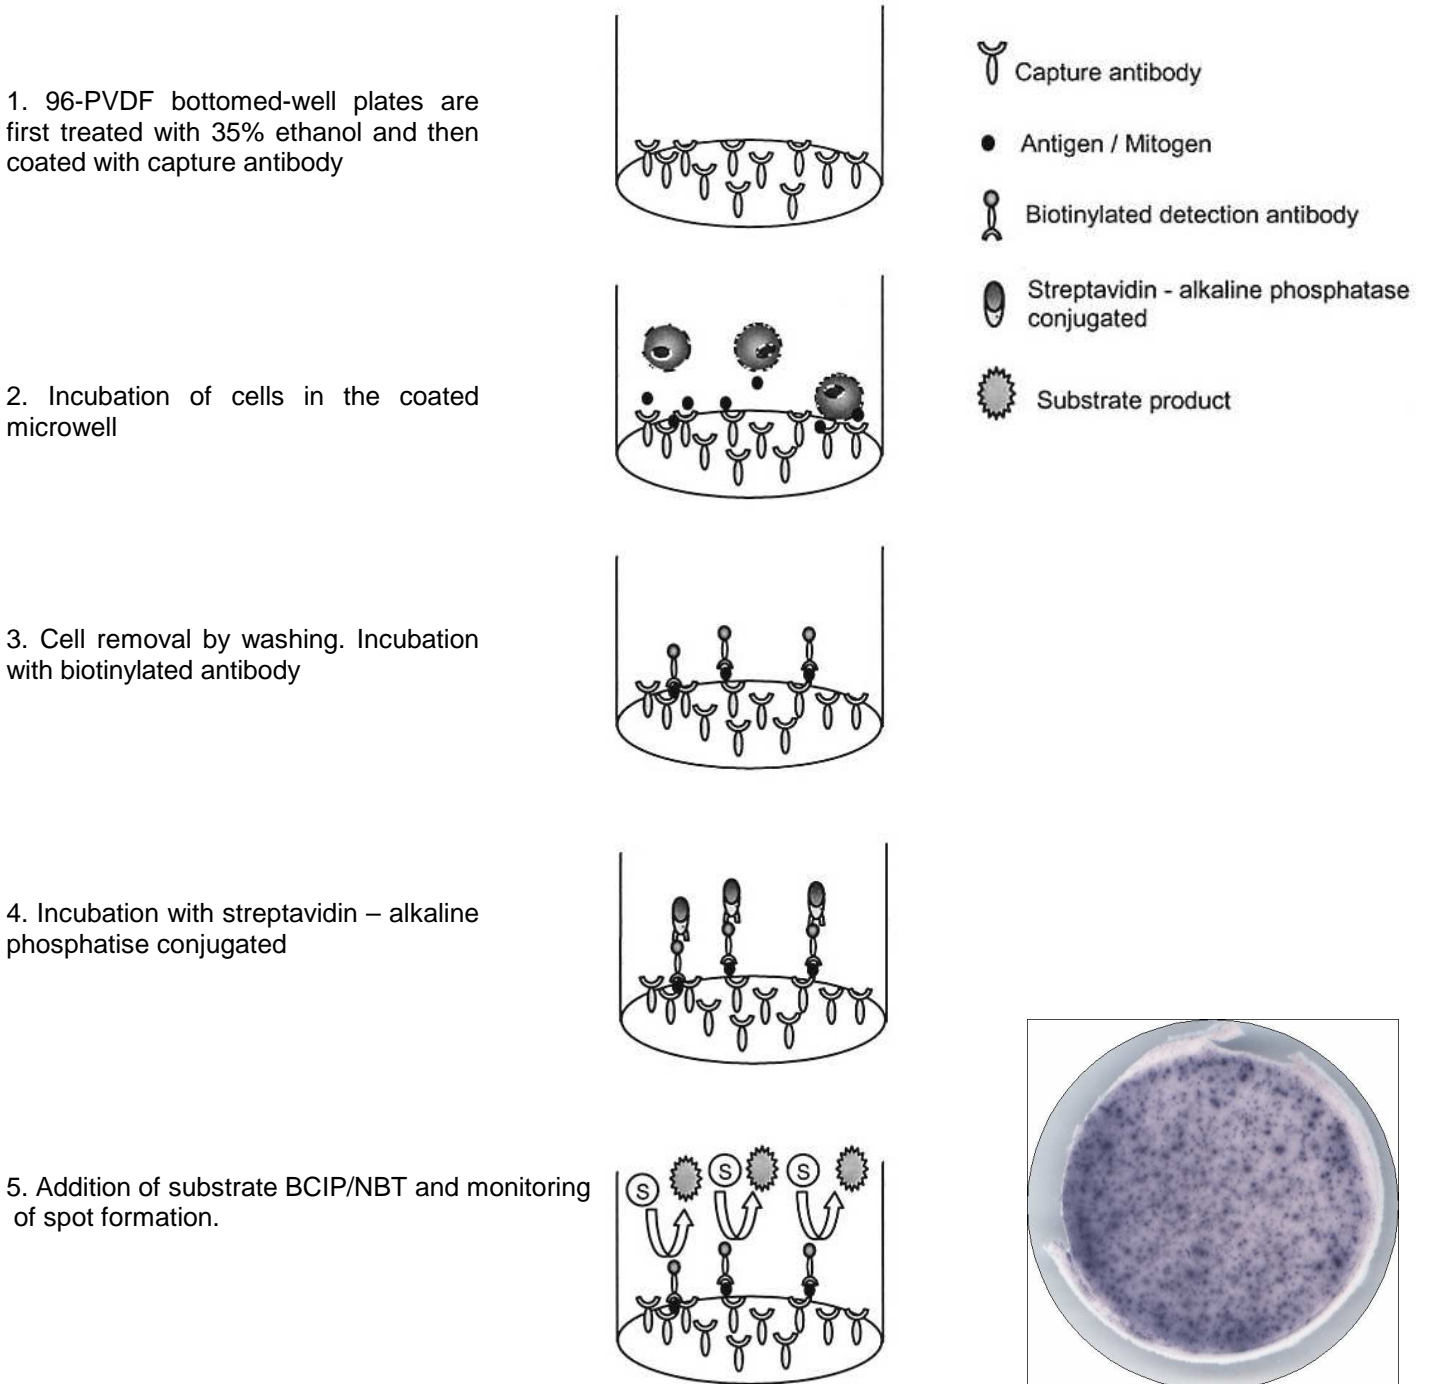 1. 96-PVDF bottomed-well plates are
first treated with 35% ethanol and then
coated with capture antibody
Capture antibody
Antigen / Mitogen
Biotinylated detection antibody
Streptavidin - alkaline phosphatase
conjugated
Substrate product
2. Incubation of cells in the coated
microwell
3. Cell removal by washing. Incubation
with biotinylated antibody
4. Incubation with streptavidin – alkaline
phosphatise conjugated
5. Addition of substrate BCIP/NBT and monitoring
of spot formation.
S S S